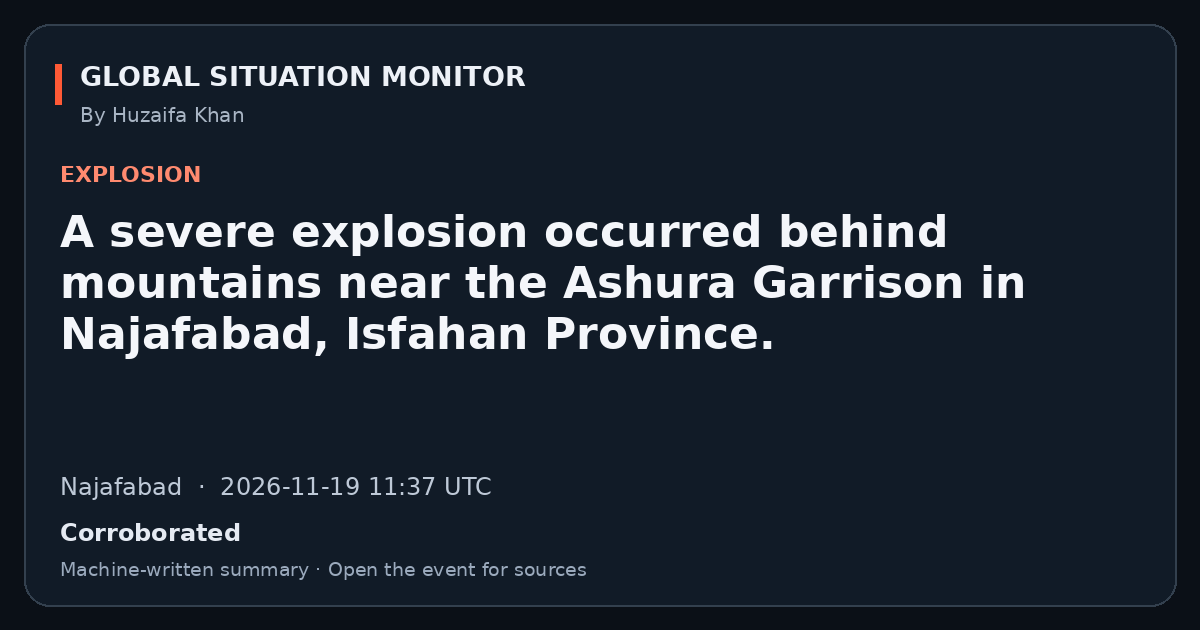 GLOBAL SITUATION MONITOR
By Huzaifa Khan
EXPLOSION
A severe explosion occurred behind
mountains near the Ashura Garrison in
Najafabad, Isfahan Province.
Najafabad · 2026-11-19 11:37 UTC
Corroborated
Machine-written summary · Open the event for sources